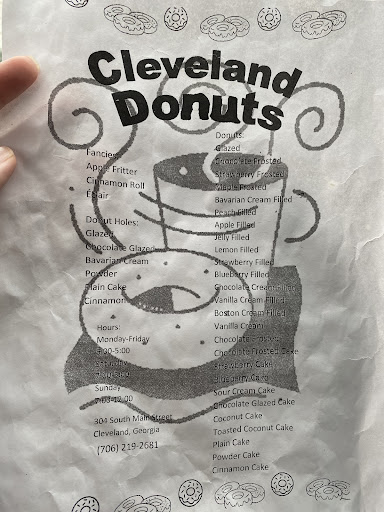 Cleveland
Donuts
Fancies:
Apple Fritter
Cinnamon Roll
Éclair
Donut Holes:
Glazed
Chocolate Glazed
Bavarian Cream
Powder
Plain Cake
Cinnamon
Hours:
Monday-Friday
Saturday
Sunday
304 South Main Street
Cleveland, Georgia
(706) 219-2681
Donuts:
Glazed
Chocolate Frosted
Strawberry Frosted
Maple Frosted
Bavarian Cream Filled
Peach Filled
Apple Filled
Jelly Filled
Lemon Filled
Strawberry Filled
Blueberry Filled
Chocolate Cream Filled
Vanilla Cream Filled
Boston Cream Filled
Vanilla Cream
Chocolate Frosted
Chocolate Frosted Cake
Strawberry Cake
Blueberry Cake
Sour Cream Cake
Chocolate Glazed Cake
Coconut Cake
Toasted Coconut Cake
Plain Cake
Powder Cake
Cinnamon Cake